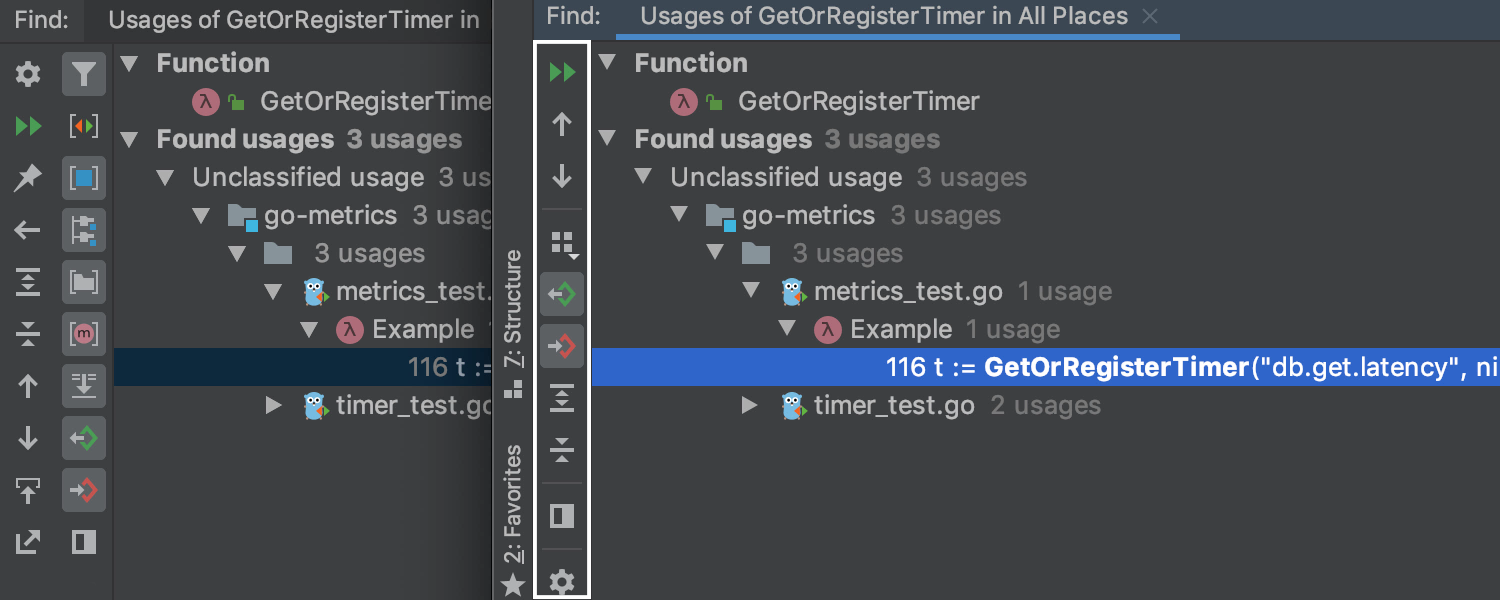 Find: Usages of GetOrRegisterTimer in
Function
λ GetOrRegisterTime
Found usages 3 usages
Unclassified usage 3 us
go-metrics 3 usag
3 usages
metrics_test.
λ Example
116 t :=
timer_test.go
m
Z: Structure
2: Favorites
Find: Usages of GetOrRegisterTimer in All Places
Function
λ GetOrRegisterTimer
Found usages 3 usages
Unclassified usage 3 usages
go-metrics 3 usages
3 usages
metrics_test.go 1 usage
λ Example 1 usage
116 t := GetOrRegisterTimer("db.get.latency", ni
timer_test.go 2 usages